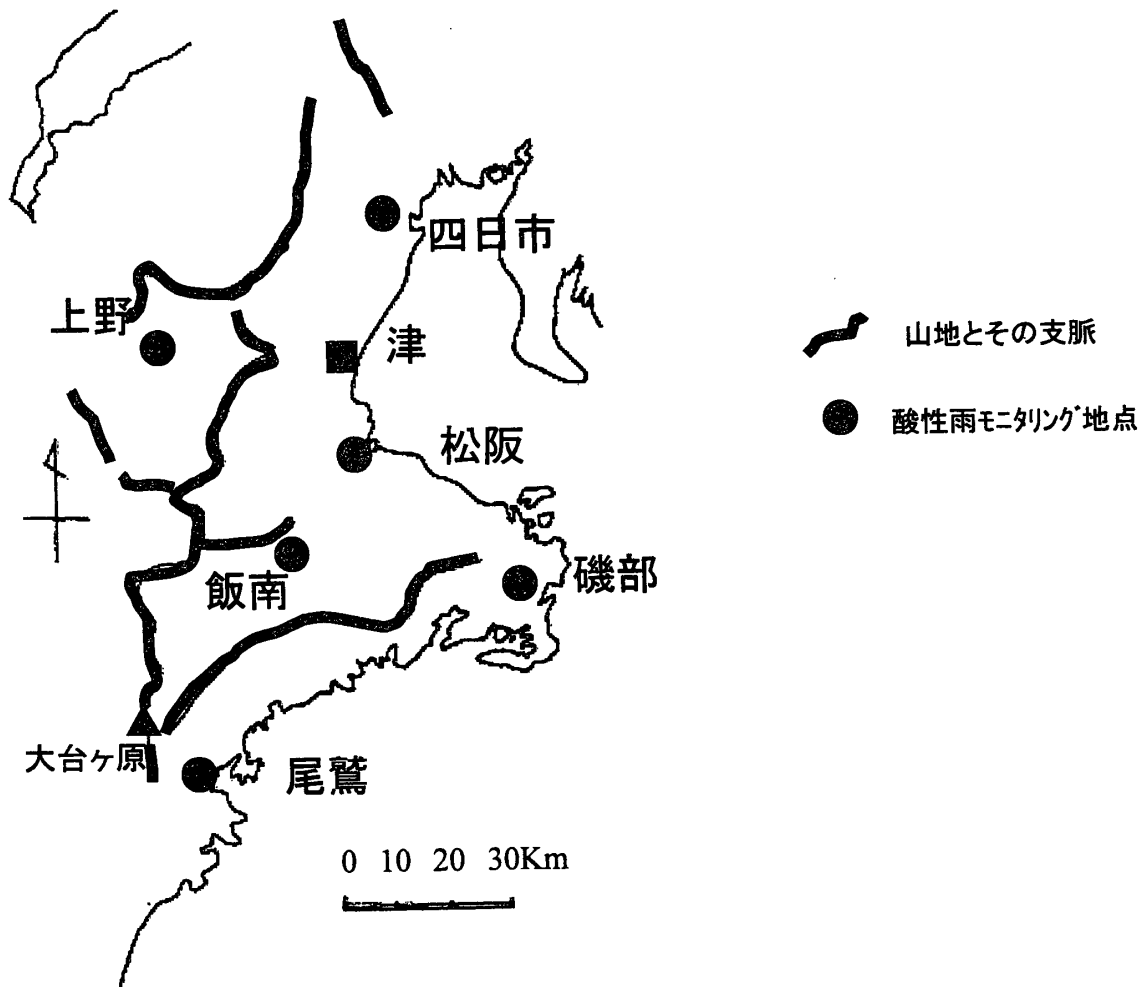 四日市
上野
津
山地とその支脈
酸性雨モニタリング地点
松阪
飯南
磯部
大台ヶ原
尾鷲
0 10 20 30Km